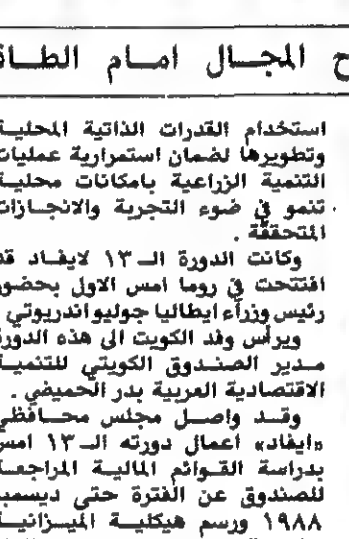 ح المجال امام الطاق
استخدام القدرات الذاتية المحلية
وتطويرها لضمان استمرارية عمليات
التنمية الزراعية بامكانات محلية
تنمو في ضوء التجربة والانجازات
المتحققة .
وكانت الدورة الـ ١٣ لايفاد قد
افتتحت في روما امس الاول بحضور
رئيس وزراء ايطاليا جوليو اندريوتي .
ويرأس وفد الكويت الى هذه الدورة
مدير الصندوق الكويتي للتنمية
الاقتصادية العربية بدر الحميضي .
وقد واصل مجلس محافظي
«ايفاد» اعمال دورته الـ ١٣ امس
بدراسة القوائم المالية المراجعة
للصندوق عن الفترة حتى ديسمبر
١٩٨٨ ورسم هيكلية الميزانية